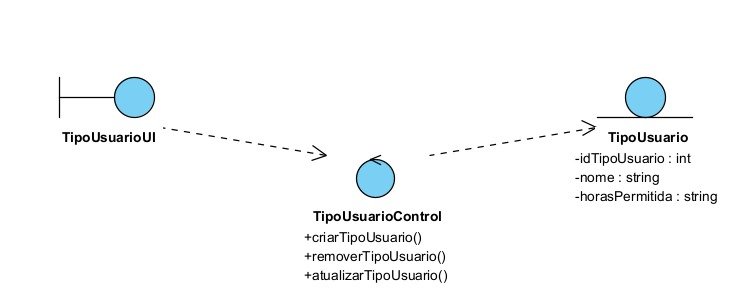 TipoUsuarioUI
TipoUsuario
-idTipoUsuario : int
-nome : string
-horasPermitida : string
TipoUsuarioControl
+criarTipoUsuario()
+removerTipoUsuario()
+atualizarTipoUsuario()